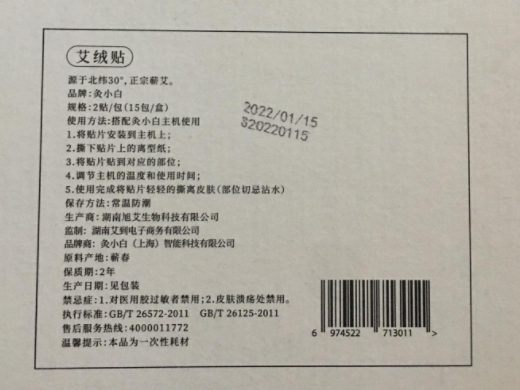 艾绒贴
源于北纬30°,正宗蕲艾。
品牌:灸小白
规格:2贴/包(15包/盒)
使用方法:搭配灸小白主机使用
1.将贴片安装到主机上;
2.撕下贴片上的离型纸;
3.将贴片贴到对应的部位;
4.调节主机的温度和使用时间;
5.使用完成将贴片轻轻的撕离皮肤(部位切忌沾水)
保存方法:常温防潮
生产商:湖南旭艾生物科技有限公司
监制: 湖南艾到电子商务有限公司
品牌商: 灸小白(上海)智能科技有限公司
原料产地:蕲春
保质期:2年
生产日期:见包装
禁忌症:1.对医用胶过敏者禁用;2.皮肤溃疡处禁用。
执行标准:GB/T 26572-2011 GB/T 26125-2011
售后服务热线:4000011772
温馨提示:本品为一次性耗材
2022/01/15
S20220115
6 974522 713011 >